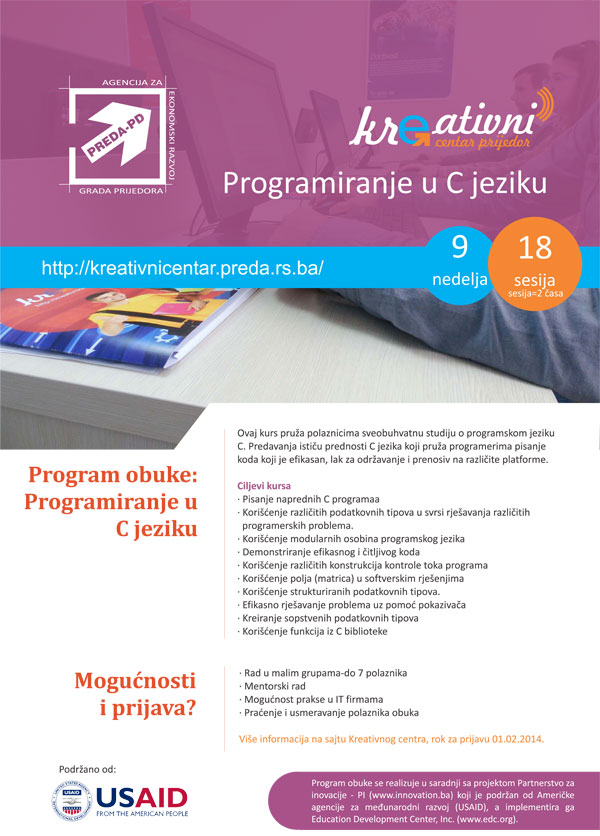 AGENCIJA ZA
EKONOMSKI RAZVOJ
PREDA-PD
GRADA PRIJEDORA
kreativni
centar prijedor
Programiranje u C jeziku
9
nedelja
18
sesija
sesija=2 časa
http://kreativnicentar.preda.rs.ba/
Ovaj kurs pruža polaznicima sveobuhvatnu studiju o programskom jeziku
C. Predavanja ističu prednosti C jezika koji pruža programerima pisanje
koda koji je efikasan, lak za održavanje i prenosiv na različite platforme.
Program obuke:
Programiranje u
C jeziku
Ciljevi kursa
· Pisanje naprednih C programaa
· Korišćenje različitih podatkovnih tipova u svrsi rješavanja različitih
programerskih problema.
· Korišćenje modularnih osobina programskog jezika
· Demonstriranje efikasnog i čitljivog koda
· Korišćenje različitih konstrukcija kontrole toka programa
· Korišćenje polja (matrica) u softverskim rješenjima
· Korišćenje strukturiranih podatkovnih tipova.
· Efikasno rješavanje problema uz pomoć pokazivača
· Kreiranje sopstvenih podatkovnih tipova
· Korišćenje funkcija iz C biblioteke
Mogućnosti
i prijava?
· Rad u malim grupama-do 7 polaznika
· Mentorski rad
· Mogućnost prakse u IT firmama
· Praćenje i usmeravanje polaznika obuka
Više informacija na sajtu Kreativnog centra, rok za prijavu 01.02.2014.
Podržano od:
USAID
USAID
FROM THE AMERICAN PEOPLE
Program obuke se realizuje u saradnji sa projektom Partnerstvo za
inovacije - PI (www.innovation.ba) koji je podržan od Američke
agencije za međunarodni razvoj (USAID), a implementira ga
Education Development Center, Inc. (www.edc.org).